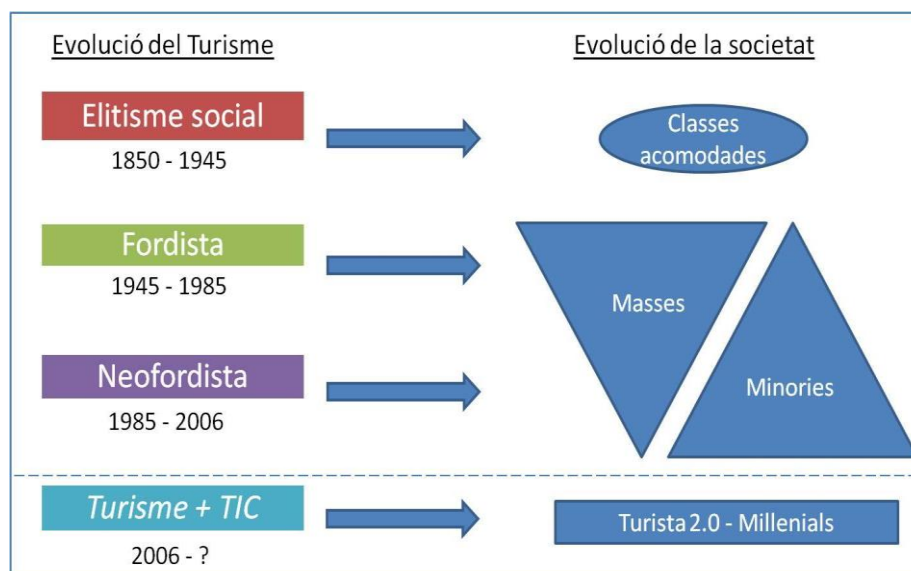 Evolució del Turisme
Evolució de la societat
Elitisme social
1850 - 1945
Classes
acomodades
Fordista
1945 - 1985
Masses
Neofordista
1985 - 2006
Minories
Turisme + TIC
2006 - ?
Turista 2.0 - Millenials